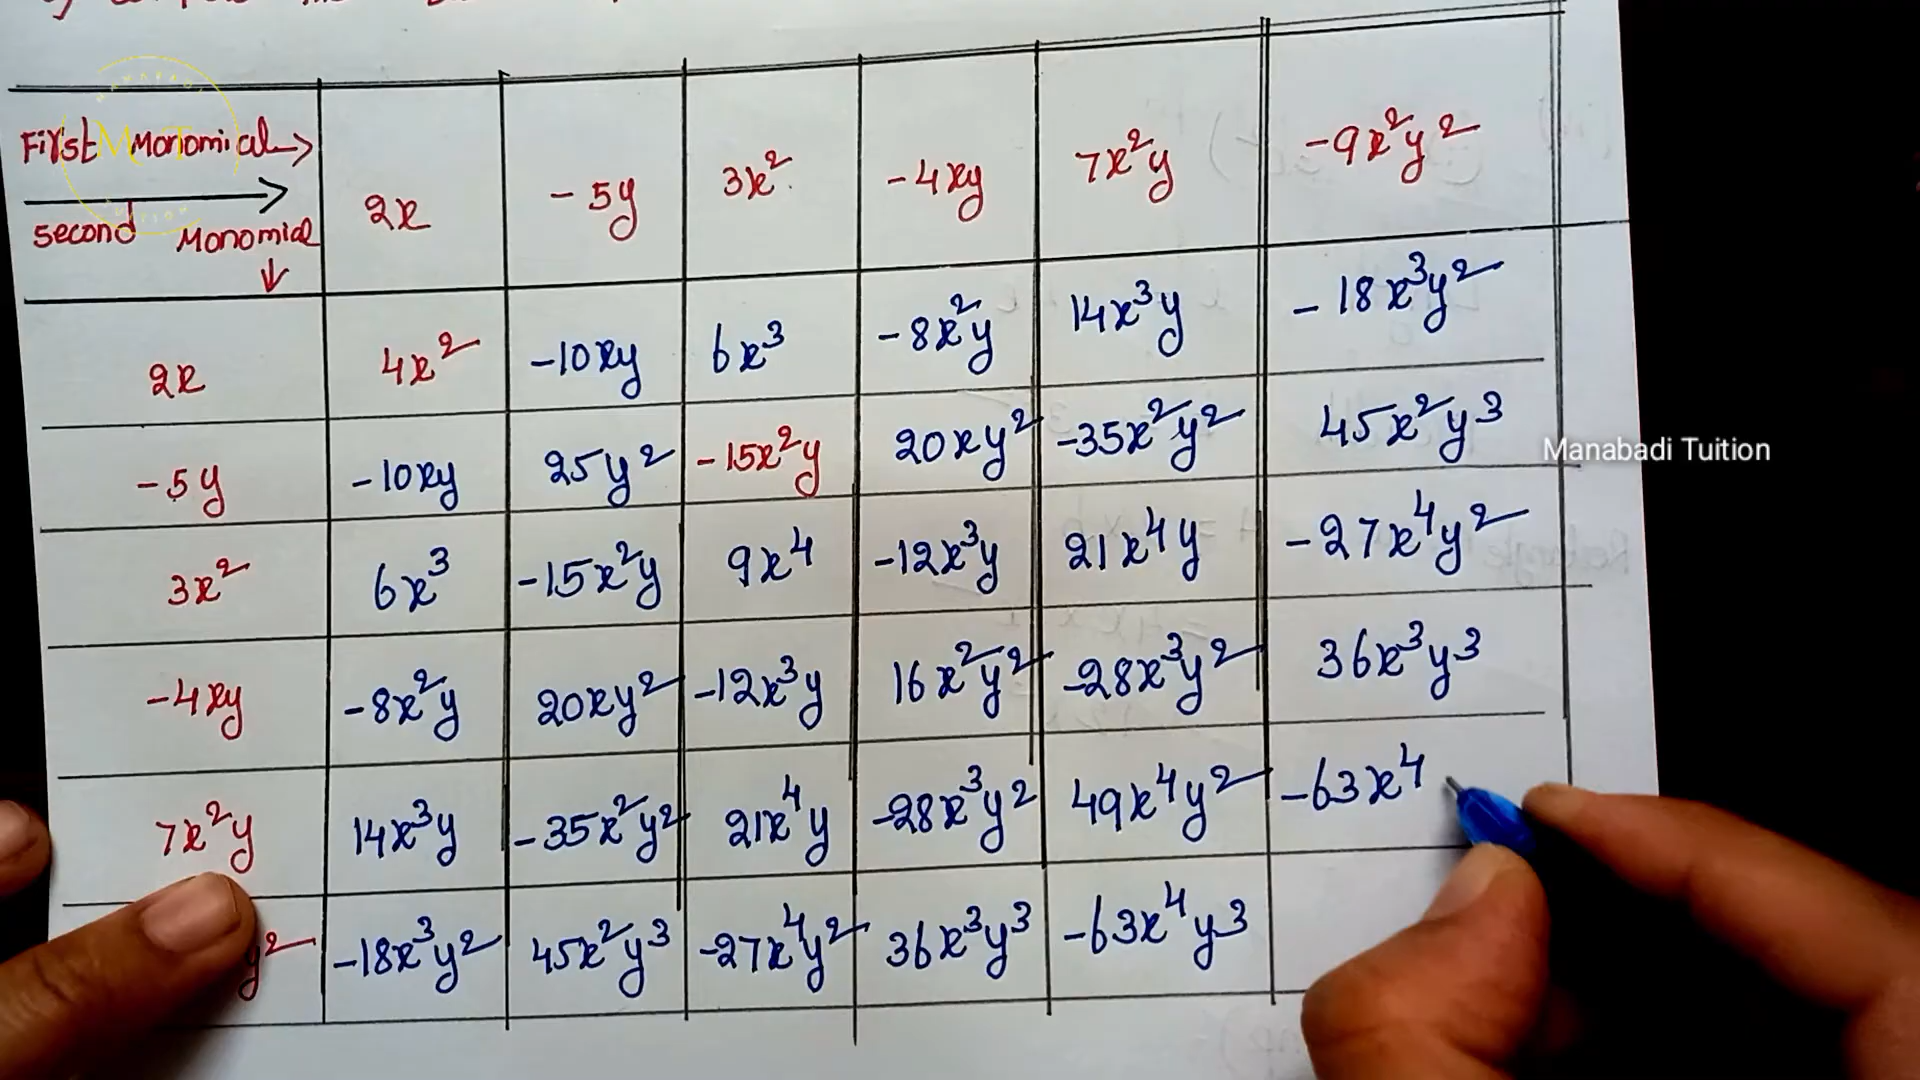 First Monomial → 2x -5y 3x² -4xy 7x²y -9x²y²
second Monomial ↓
2x 4x² -10xy 6x³ -8x²y 14x³y -18x³y²
-5y -10xy 25y² -15x²y 20xy² -35x²y² 45x²y³
3x² 6x³ -15x²y 9x⁴ -12x³y 21x⁴y -27x⁴y²
-4xy -8x²y 20xy² -12x³y 16x²y² -28x³y² 36x³y³
7x²y 14x³y -35x²y² 21x⁴y -28x³y² 49x⁴y² -63x⁴
y² -18x³y² 45x²y³ -27x⁴y² 36x³y³ -63x⁴y³
Manabadi Tuition